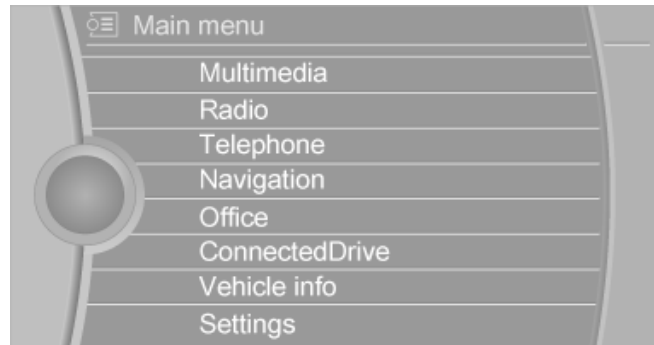 Main menu
Multimedia
Radio
Telephone
Navigation
Office
ConnectedDrive
Vehicle info
Settings